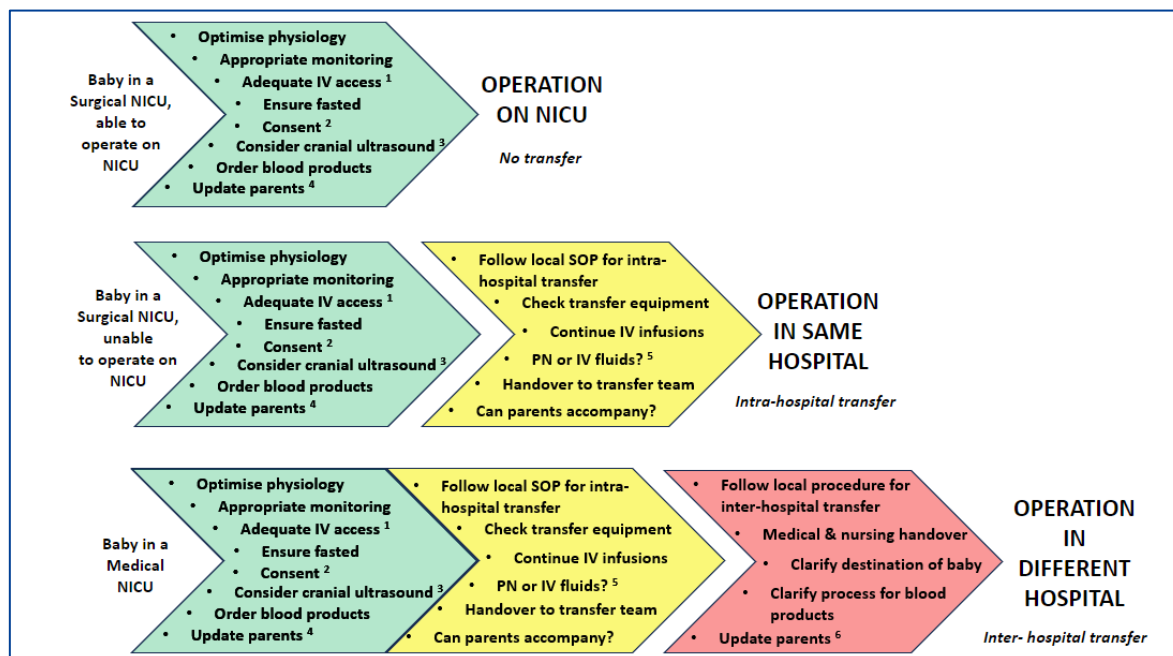 Baby in a
Surgical NICU,
able to
operate on
NICU
• Optimise physiology
• Appropriate monitoring
• Adequate IV access 1
• Ensure fasted
• Consent 2
• Consider cranial ultrasound 3
• Order blood products
• Update parents 4
OPERATION
ON NICU
No transfer
Baby in a
Surgical NICU,
unable
to operate on
NICU
• Optimise physiology
• Appropriate monitoring
• Adequate IV access 1
• Ensure fasted
• Consent 2
• Consider cranial ultrasound 3
• Order blood products
• Update parents 4
• Follow local SOP for intra-
hospital transfer
• Check transfer equipment
• Continue IV infusions
• PN or IV fluids? 5
• Handover to transfer team
• Can parents accompany?
OPERATION
IN SAME
HOSPITAL
Intra-hospital transfer
Baby in a
Medical
NICU
• Optimise physiology
• Appropriate monitoring
• Adequate IV access 1
• Ensure fasted
• Consent 2
• Consider cranial ultrasound 3
• Order blood products
• Update parents 4
• Follow local SOP for intra-
hospital transfer
• Check transfer equipment
• Continue IV infusions
• PN or IV fluids? 5
• Handover to transfer team
• Can parents accompany?
• Follow local procedure for
inter-hospital transfer
• Medical & nursing handover
• Clarify destination of baby
• Clarify process for blood
products
• Update parents 6
OPERATION
IN
DIFFERENT
HOSPITAL
Inter- hospital transfer